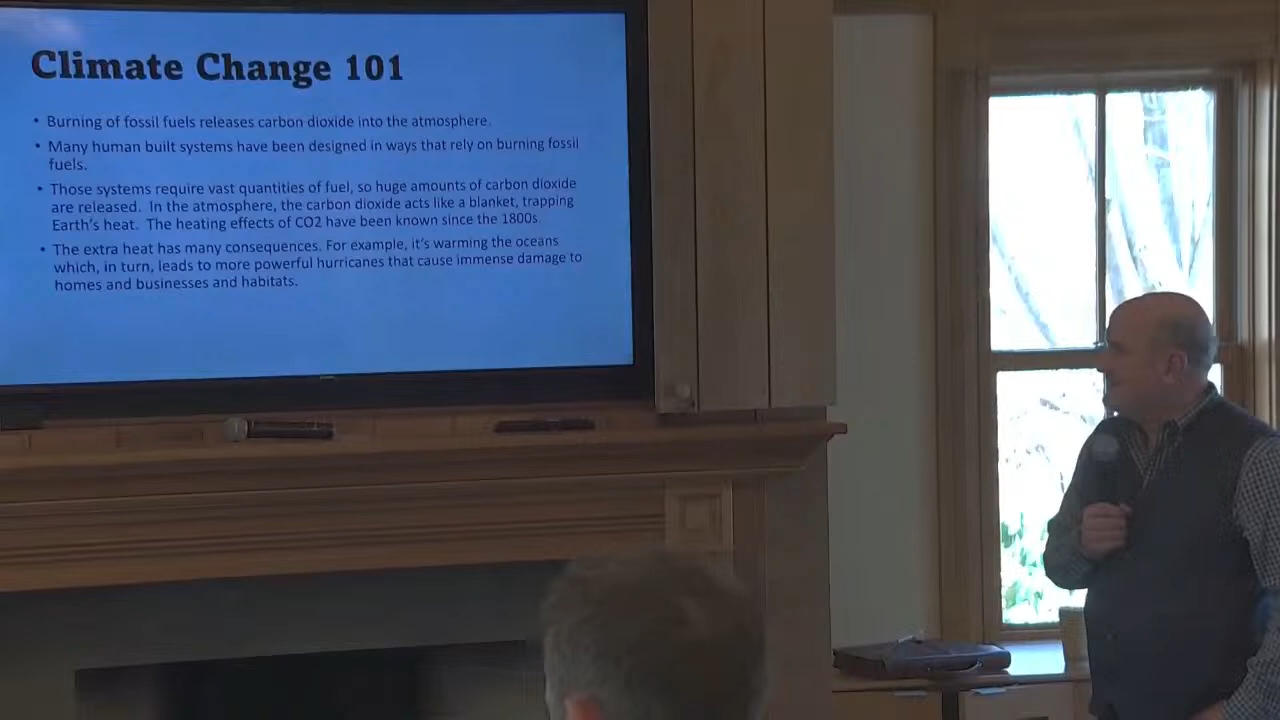 Climate Change 101
• Burning of fossil fuels releases carbon dioxide into the atmosphere.
• Many human built systems have been designed in ways that rely on burning fossil
fuels.
• Those systems require vast quantities of fuel, so huge amounts of carbon dioxide
are released. In the atmosphere, the carbon dioxide acts like a blanket, trapping
Earth's heat. The heating effects of CO2 have been known since the 1800s.
• The extra heat has many consequences. For example, it's warming the oceans
which, in turn, leads to more powerful hurricanes that cause immense damage to
homes and businesses and habitats.